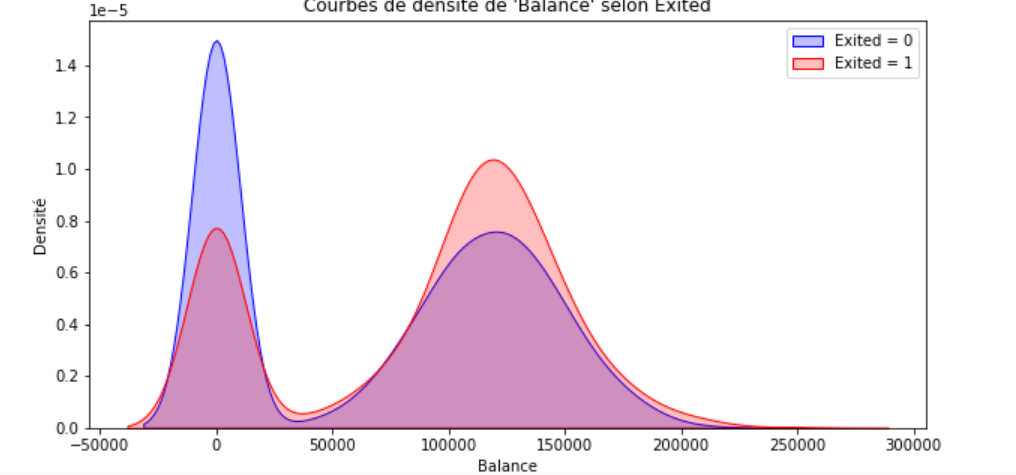 Courbes de densité de 'Balance' selon Exited
1e−5
Exited = 0
Exited = 1
1.4
1.2
1.0
0.8
0.6
0.4
0.2
0.0
Densité
−50000 0 50000 100000 150000 200000 250000 300000
Balance